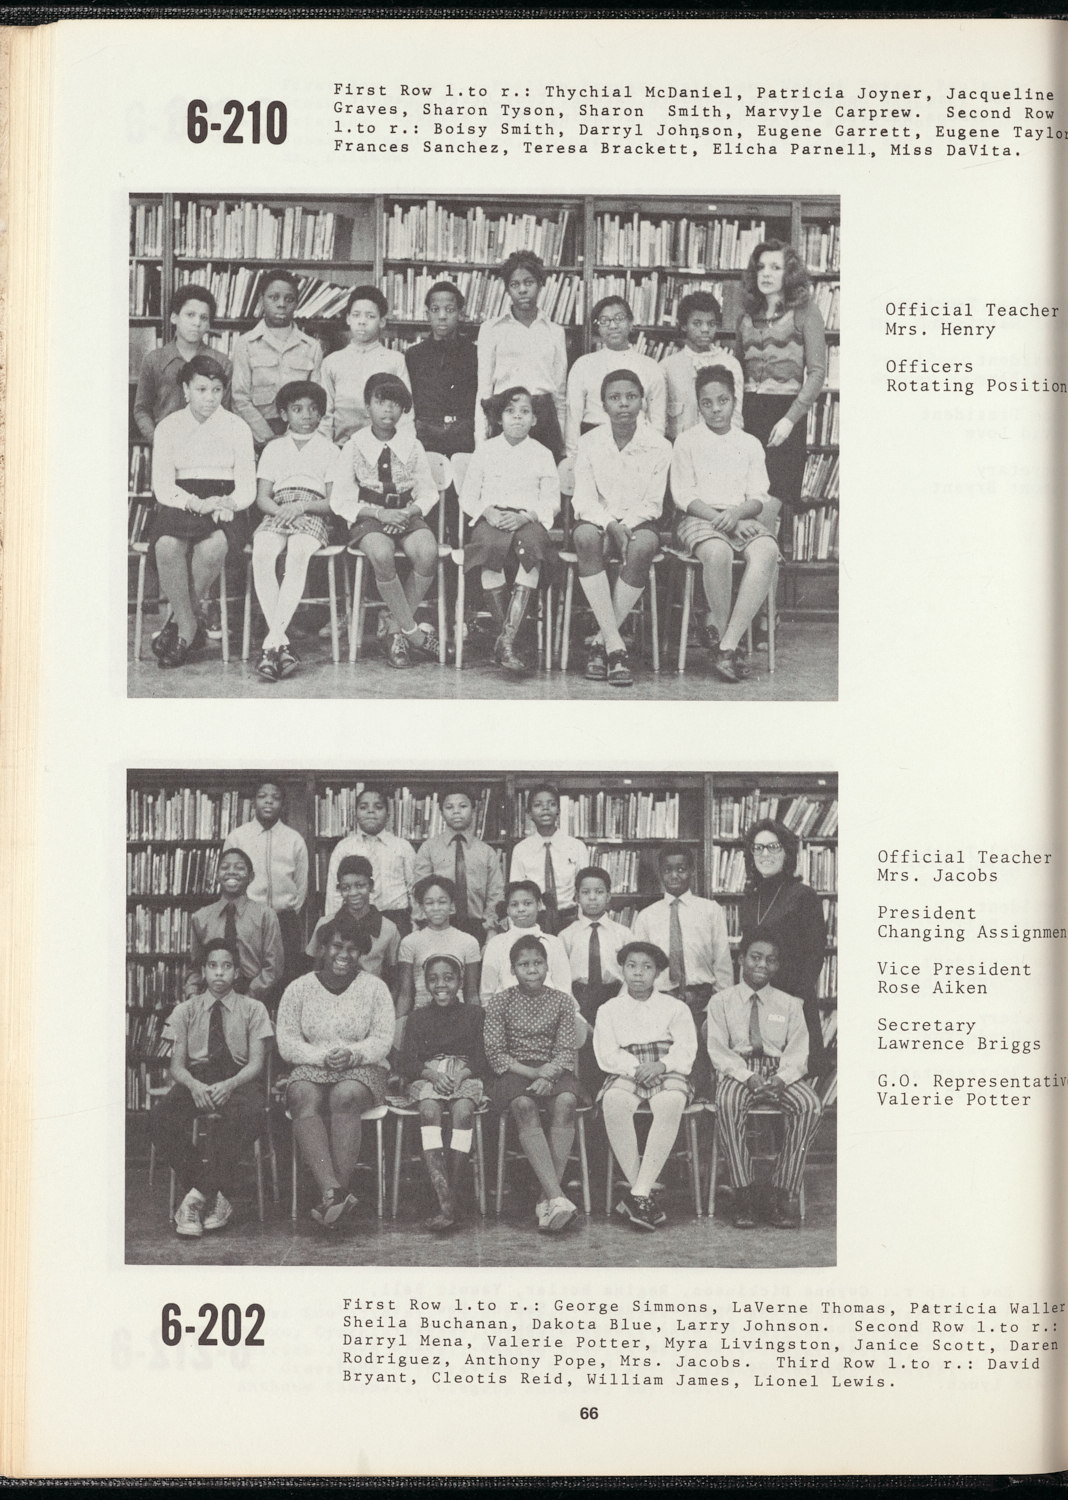 6-210
First Row l.to r.: Thychial McDaniel, Patricia Joyner, Jacqueline
Graves, Sharon Tyson, Sharon Smith, Marvyle Carprew. Second Row
l.to r.: Boisy Smith, Darryl Johnson, Eugene Garrett, Eugene Taylor
Frances Sanchez, Teresa Brackett, Elicha Parnell, Miss DaVita.
Official Teacher
Mrs. Henry
Officers
Rotating Position
Official Teacher
Mrs. Jacobs
President
Changing Assignmen
Vice President
Rose Aiken
Secretary
Lawrence Briggs
G.O. Representative
Valerie Potter
6-202
First Row l.to r.: George Simmons, LaVerne Thomas, Patricia Waller
Sheila Buchanan, Dakota Blue, Larry Johnson. Second Row l.to r.:
Darryl Mena, Valerie Potter, Myra Livingston, Janice Scott, Daren
Rodriguez, Anthony Pope, Mrs. Jacobs. Third Row l.to r.: David
Bryant, Cleotis Reid, William James, Lionel Lewis.
66